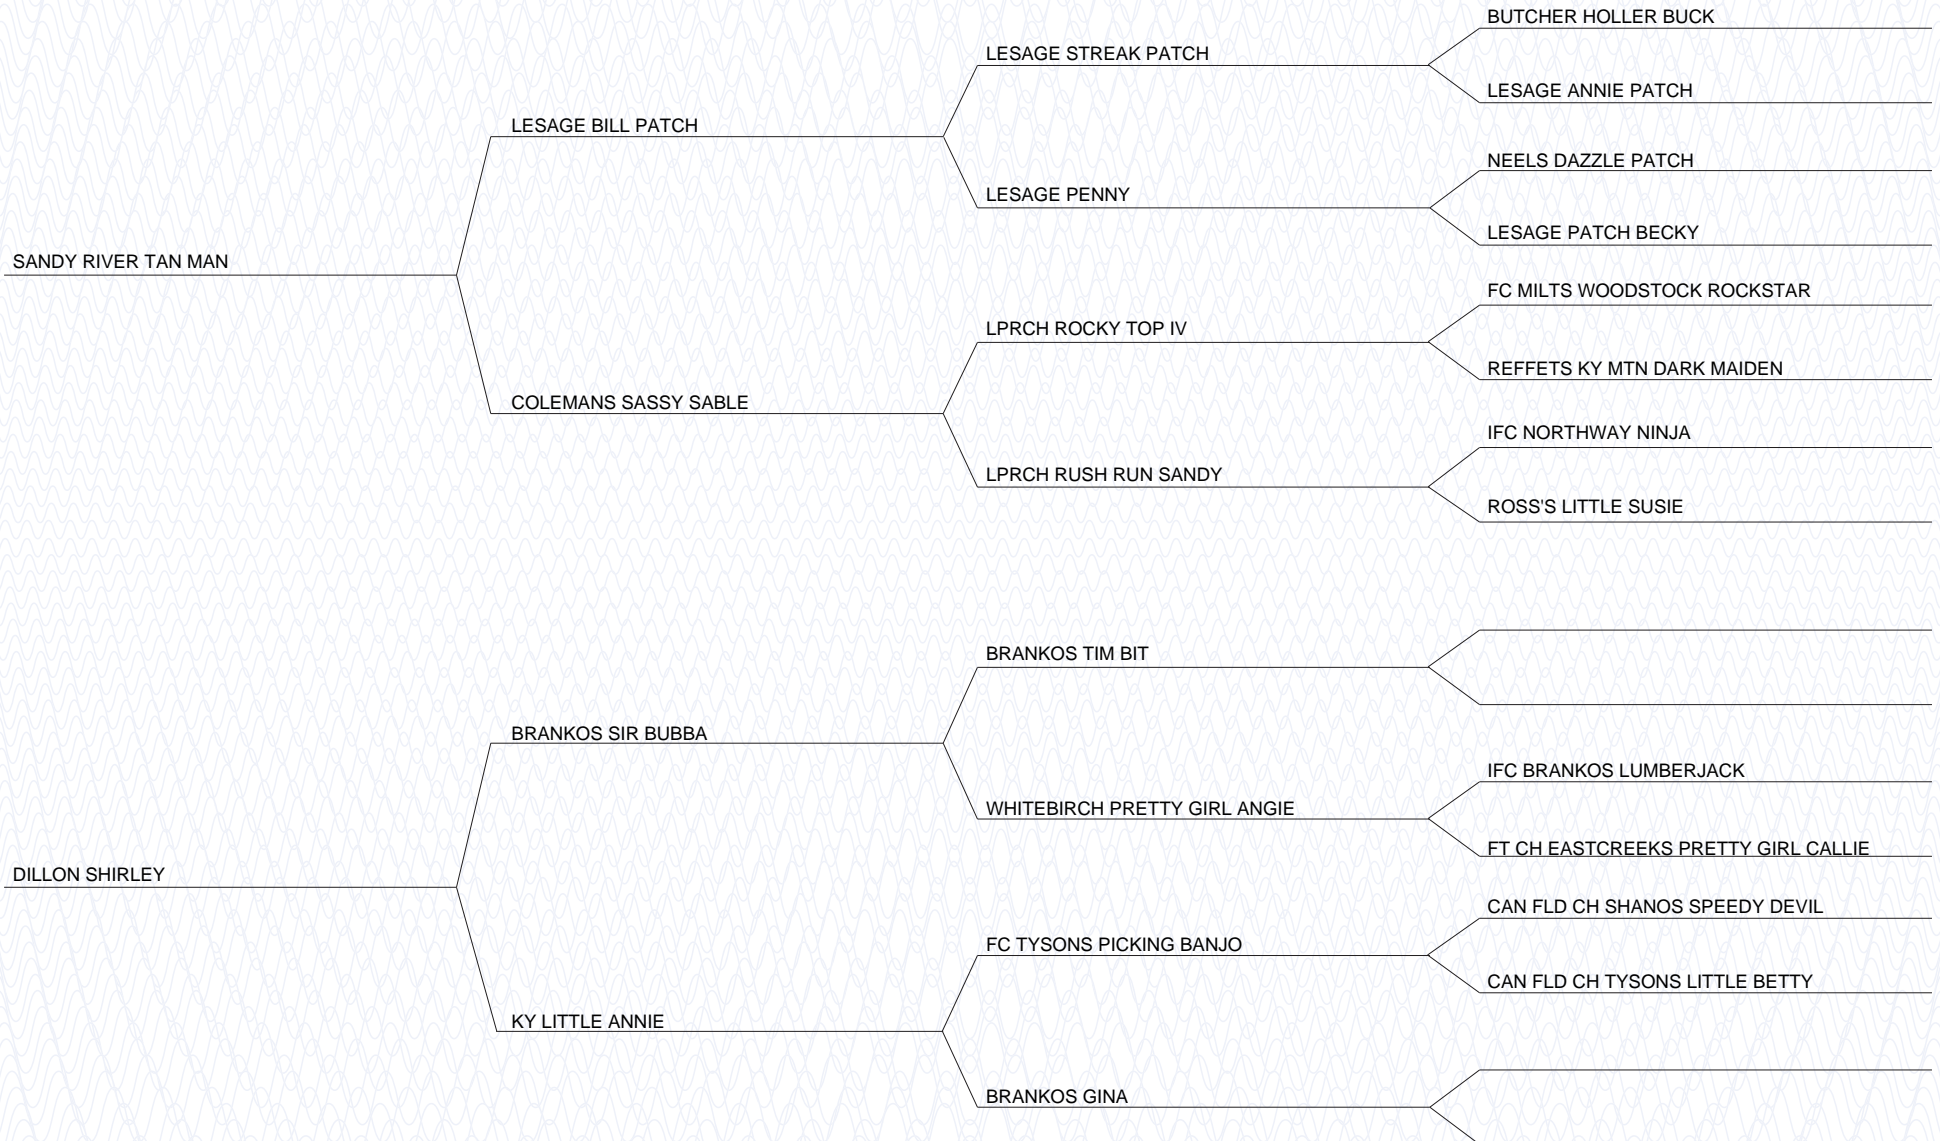 BUTCHER HOLLER BUCK
LESAGE STREAK PATCH
LESAGE ANNIE PATCH
LESAGE BILL PATCH
NEELS DAZZLE PATCH
LESAGE PENNY
LESAGE PATCH BECKY
SANDY RIVER TAN MAN
FC MILTS WOODSTOCK ROCKSTAR
LPRCH ROCKY TOP IV
REFFETS KY MTN DARK MAIDEN
COLEMANS SASSY SABLE
IFC NORTHWAY NINJA
LPRCH RUSH RUN SANDY
ROSS'S LITTLE SUSIE
BRANKOS TIM BIT
BRANKOS SIR BUBBA
IFC BRANKOS LUMBERJACK
WHITEBIRCH PRETTY GIRL ANGIE
FT CH EASTCREEKS PRETTY GIRL CALLIE
DILLON SHIRLEY
CAN FLD CH SHANOS SPEEDY DEVIL
FC TYSONS PICKING BANJO
CAN FLD CH TYSONS LITTLE BETTY
KY LITTLE ANNIE
BRANKOS GINA